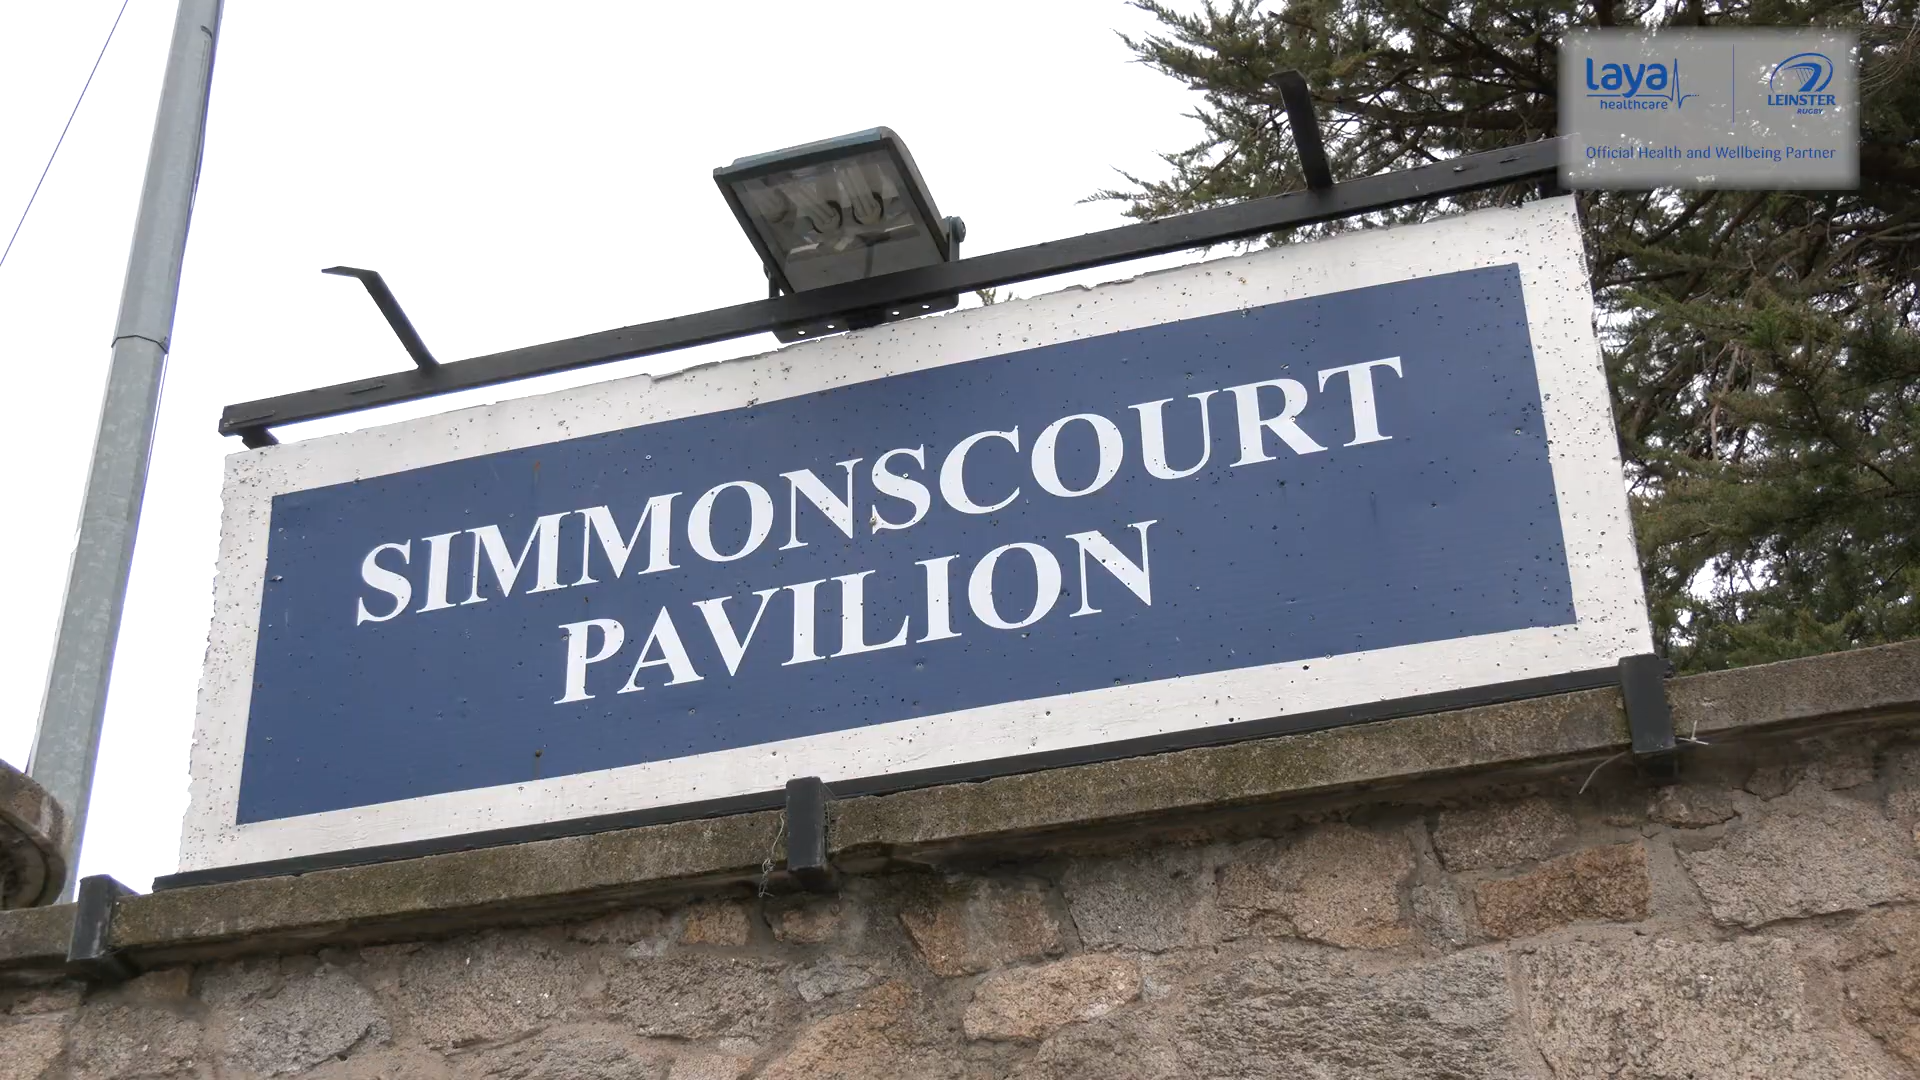 laya
healthcare
LEINSTER
RUGBY
Official Health and Wellbeing Partner
SIMMONSCOURT
PAVILION